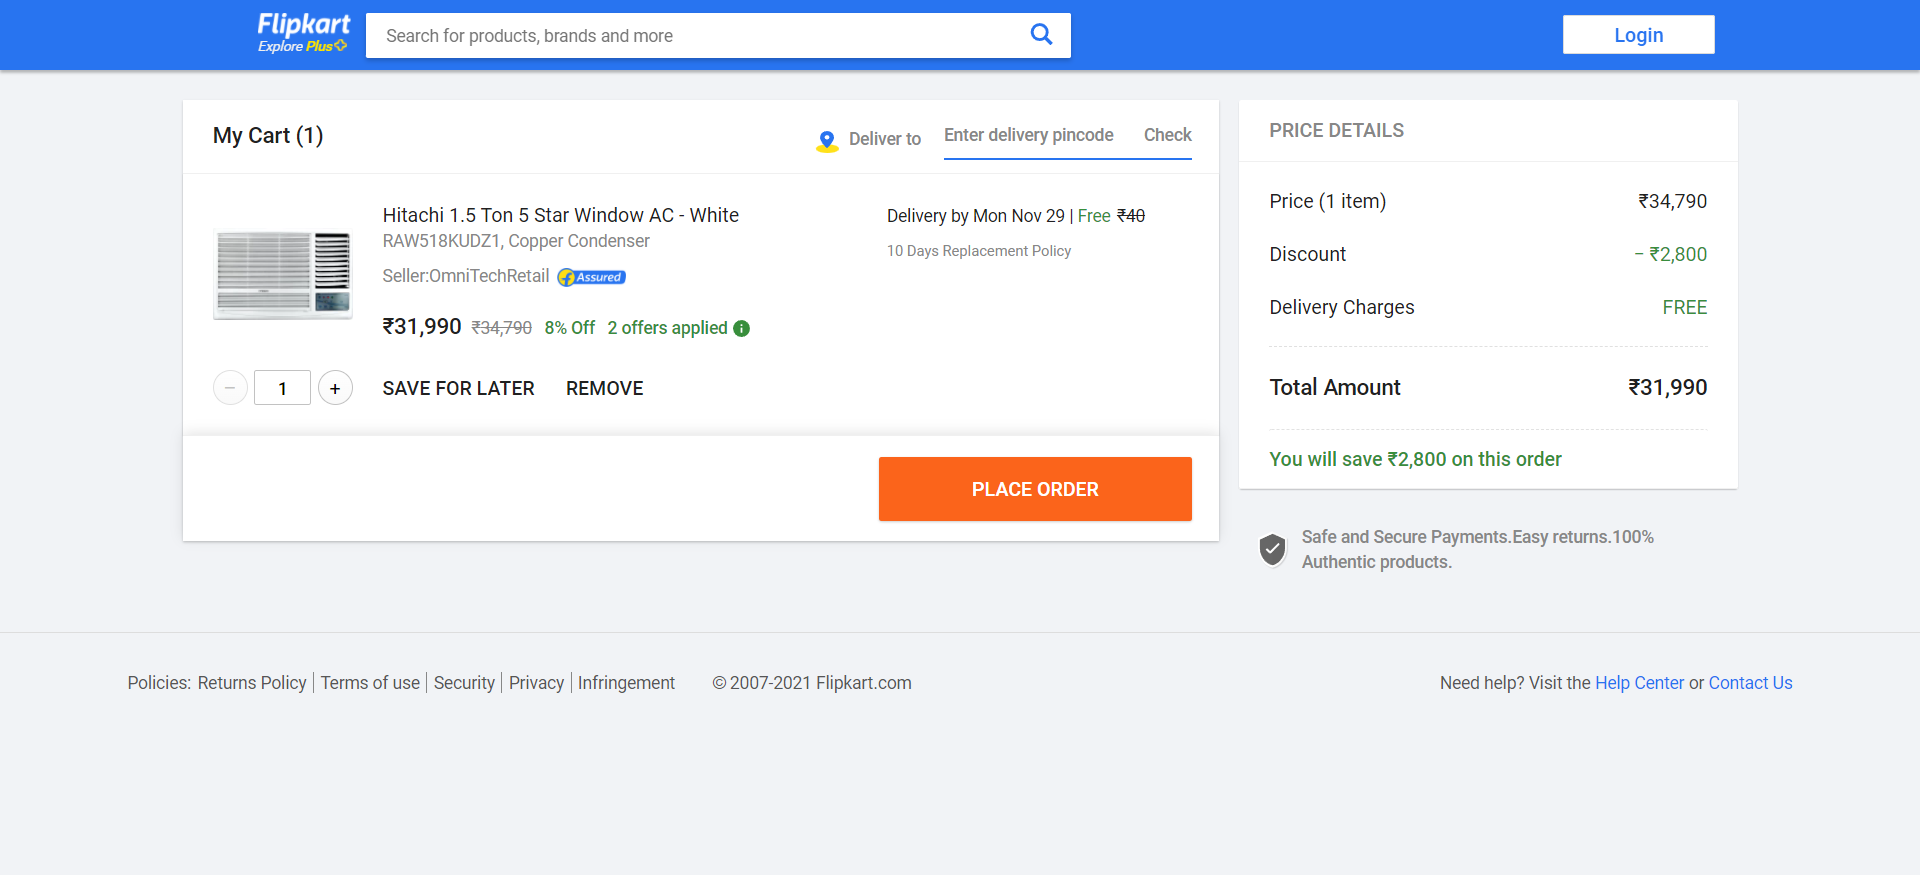 Flipkart
Explore Plus
Search for products, brands and more
Login
My Cart (1)
Deliver to
Enter delivery pincode
Check
Hitachi 1.5 Ton 5 Star Window AC - White
RAW518KUDZ1, Copper Condenser
Seller:OmniTechRetail
Assured
₹31,990 ₹34,790 8% Off 2 offers applied
Delivery by Mon Nov 29 | Free ₹40
10 Days Replacement Policy
− 1 +
SAVE FOR LATER
REMOVE
PLACE ORDER
PRICE DETAILS
Price (1 item) ₹34,790
Discount − ₹2,800
Delivery Charges FREE
Total Amount ₹31,990
You will save ₹2,800 on this order
Safe and Secure Payments.Easy returns.100%
Authentic products.
Policies: Returns Policy | Terms of use | Security | Privacy | Infringement © 2007-2021 Flipkart.com
Need help? Visit the Help Center or Contact Us